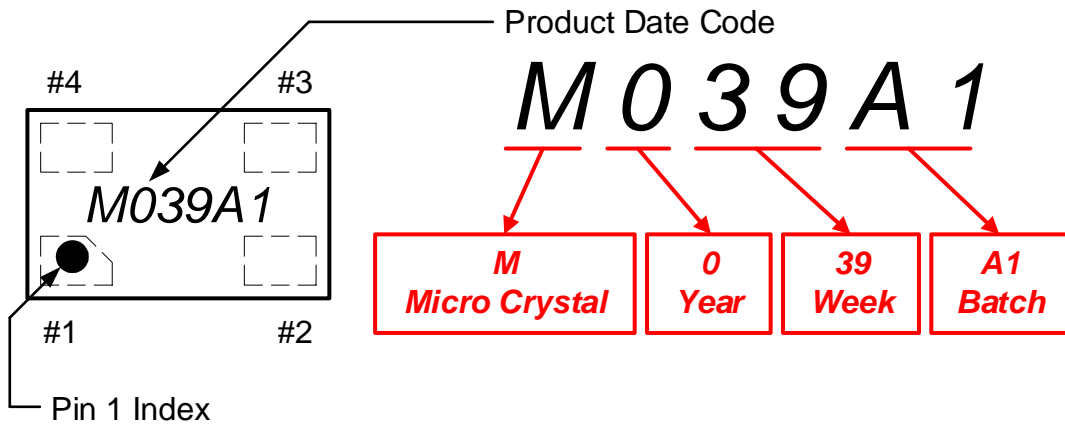 Product Date Code
#4
#3
M039A1
#1
#2
Pin 1 Index
M 0 3 9 A 1
M
Micro Crystal
0
Year
39
Week
A1
Batch